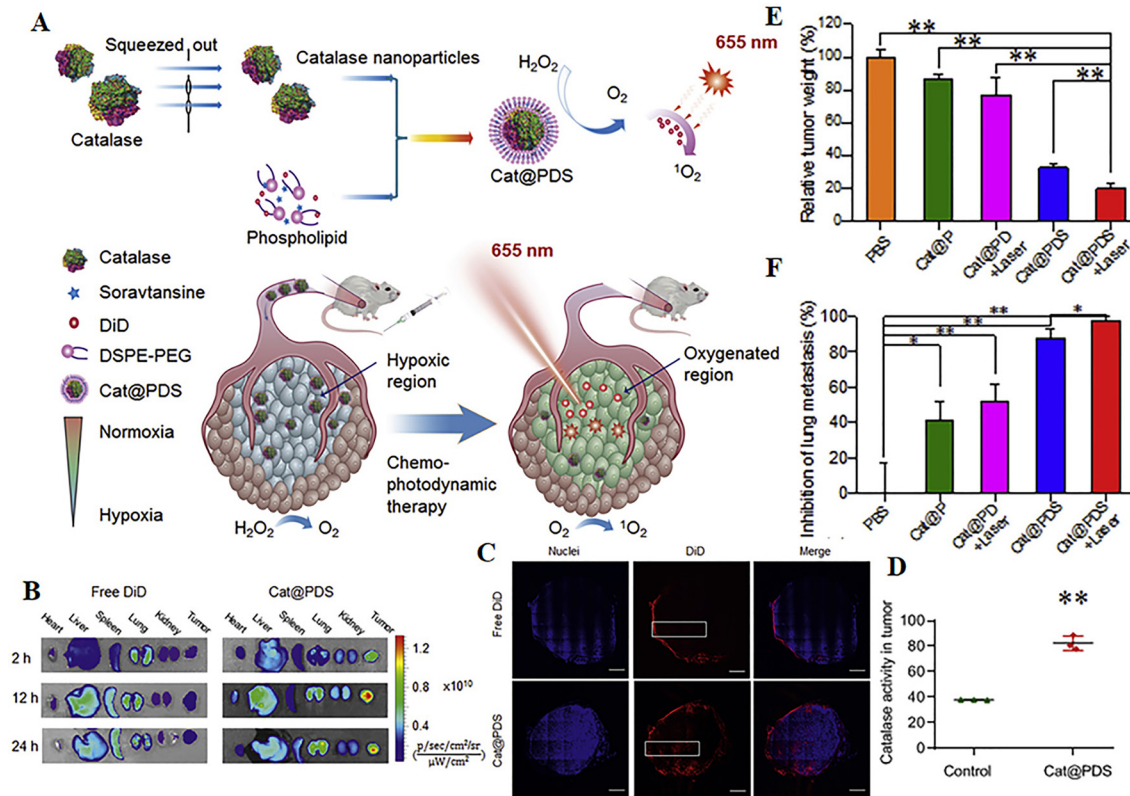 A
Squeezed out
Catalase nanoparticles
Catalase
Phospholipid
Cat@PDS
H₂O₂
O₂
655 nm
¹O₂
Catalase
Soravtansine
DiD
DSPE-PEG
Cat@PDS
Normoxia
Hypoxia
Hypoxic
region
H₂O₂ O₂
Chemo-
photodynamic
therapy
655 nm
Oxygenated
region
O₂ ¹O₂
B
Free DiD Cat@PDS
Heart Liver Spleen Lung Kidney Tumor Heart Liver Spleen Lung Kidney Tumor
2 h
12 h
24 h
1.2
0.8
0.4
×10¹⁰
(p/sec/cm²/sr
μW/cm²)
C
Nuclei DiD Merge
Free DiD
Cat@PDS
D
Catalase activity in tumor
100
80
60
40
20
0
**
Control Cat@PDS
E
Relative tumor weight (%)
120
100
80
60
40
20
0
**
**
**
**
PBS
Cat@P
Cat@PD
+Laser
Cat@PDS
Cat@PDS
+Laser
F
Inhibition of lung metastasis (%)
100
80
60
40
20
0
**
**
**
*
*
PBS
Cat@P
Cat@PD
+Laser
Cat@PDS
Cat@PDS
+Laser